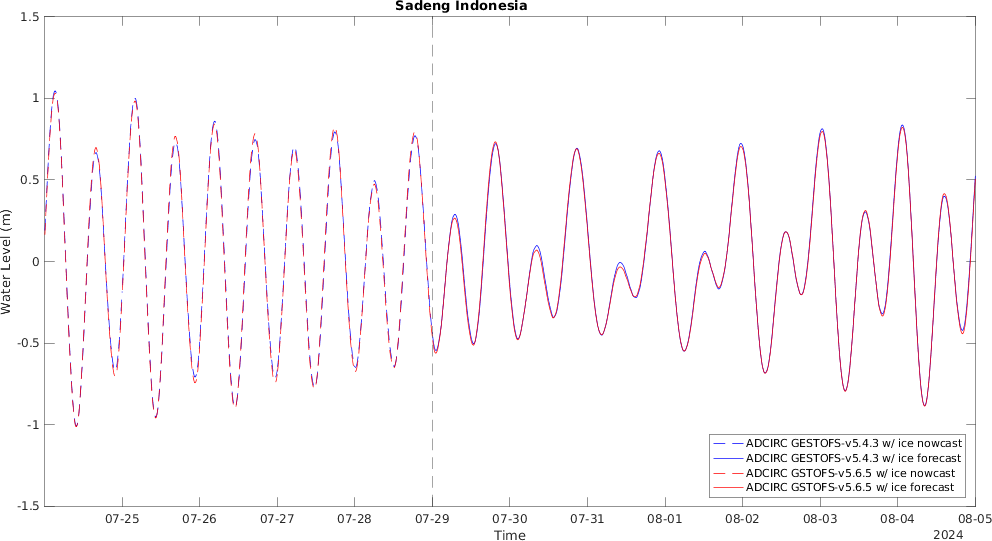 Sadeng Indonesia
1.5
1
0.5
0
-0.5
-1
-1.5
Water Level (m)
07-25
07-26
07-27
07-28
07-29
07-30
07-31
08-01
08-02
08-03
08-04
08-05
Time
2024
ADCIRC GESTOFS-v5.4.3 w/ ice nowcast
ADCIRC GESTOFS-v5.4.3 w/ ice forecast
ADCIRC GSTOFS-v5.6.5 w/ ice nowcast
ADCIRC GSTOFS-v5.6.5 w/ ice forecast